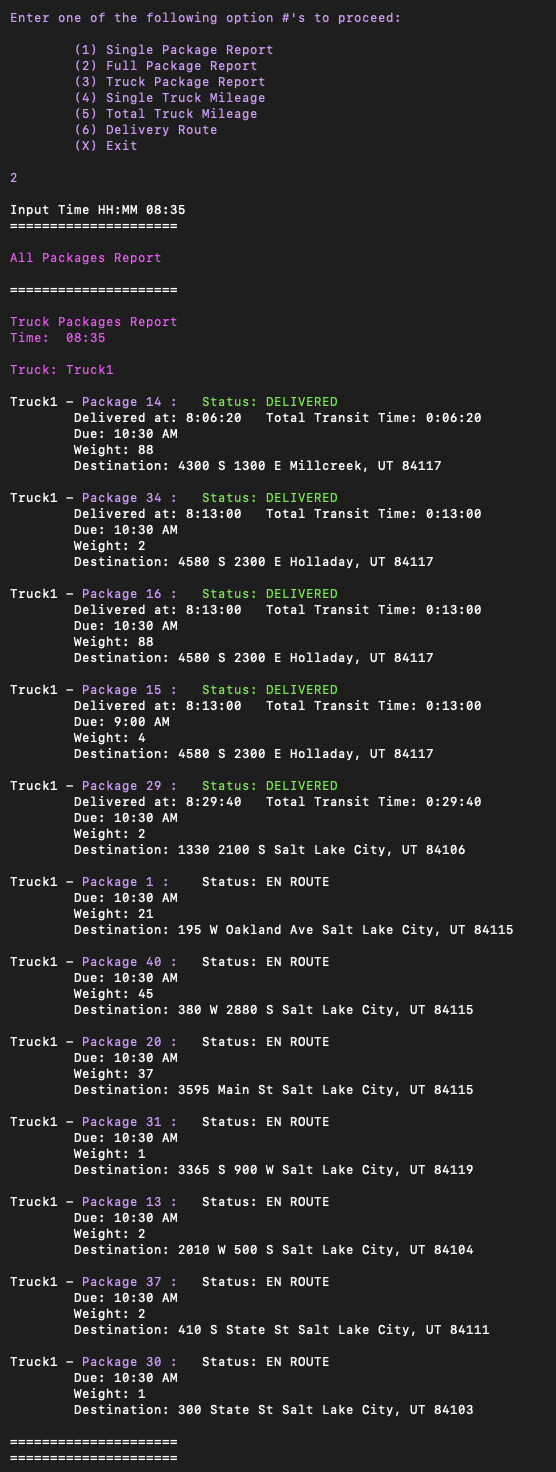 Enter one of the following option #'s to proceed:
(1) Single Package Report
(2) Full Package Report
(3) Truck Package Report
(4) Single Truck Mileage
(5) Total Truck Mileage
(6) Delivery Route
(X) Exit
2
Input Time HH:MM 08:35
=====================
All Packages Report
=====================
Truck Packages Report
Time:  08:35
Truck: Truck1
Truck1 – Package 14 :   Status: DELIVERED
Delivered at: 8:06:20   Total Transit Time: 0:06:20
Due: 10:30 AM
Weight: 88
Destination: 4300 S 1300 E Millcreek, UT 84117
Truck1 – Package 34 :   Status: DELIVERED
Delivered at: 8:13:00   Total Transit Time: 0:13:00
Due: 10:30 AM
Weight: 2
Destination: 4580 S 2300 E Holladay, UT 84117
Truck1 – Package 16 :   Status: DELIVERED
Delivered at: 8:13:00   Total Transit Time: 0:13:00
Due: 10:30 AM
Weight: 88
Destination: 4580 S 2300 E Holladay, UT 84117
Truck1 – Package 15 :   Status: DELIVERED
Delivered at: 8:13:00   Total Transit Time: 0:13:00
Due: 9:00 AM
Weight: 4
Destination: 4580 S 2300 E Holladay, UT 84117
Truck1 – Package 29 :   Status: DELIVERED
Delivered at: 8:29:40   Total Transit Time: 0:29:40
Due: 10:30 AM
Weight: 2
Destination: 1330 2100 S Salt Lake City, UT 84106
Truck1 – Package 1 :    Status: EN ROUTE
Due: 10:30 AM
Weight: 21
Destination: 195 W Oakland Ave Salt Lake City, UT 84115
Truck1 – Package 40 :   Status: EN ROUTE
Due: 10:30 AM
Weight: 45
Destination: 380 W 2880 S Salt Lake City, UT 84115
Truck1 – Package 20 :   Status: EN ROUTE
Due: 10:30 AM
Weight: 37
Destination: 3595 Main St Salt Lake City, UT 84115
Truck1 – Package 31 :   Status: EN ROUTE
Due: 10:30 AM
Weight: 1
Destination: 3365 S 900 W Salt Lake City, UT 84119
Truck1 – Package 13 :   Status: EN ROUTE
Due: 10:30 AM
Weight: 2
Destination: 2010 W 500 S Salt Lake City, UT 84104
Truck1 – Package 37 :   Status: EN ROUTE
Due: 10:30 AM
Weight: 2
Destination: 410 S State St Salt Lake City, UT 84111
Truck1 – Package 30 :   Status: EN ROUTE
Due: 10:30 AM
Weight: 1
Destination: 300 State St Salt Lake City, UT 84103
=====================
=====================